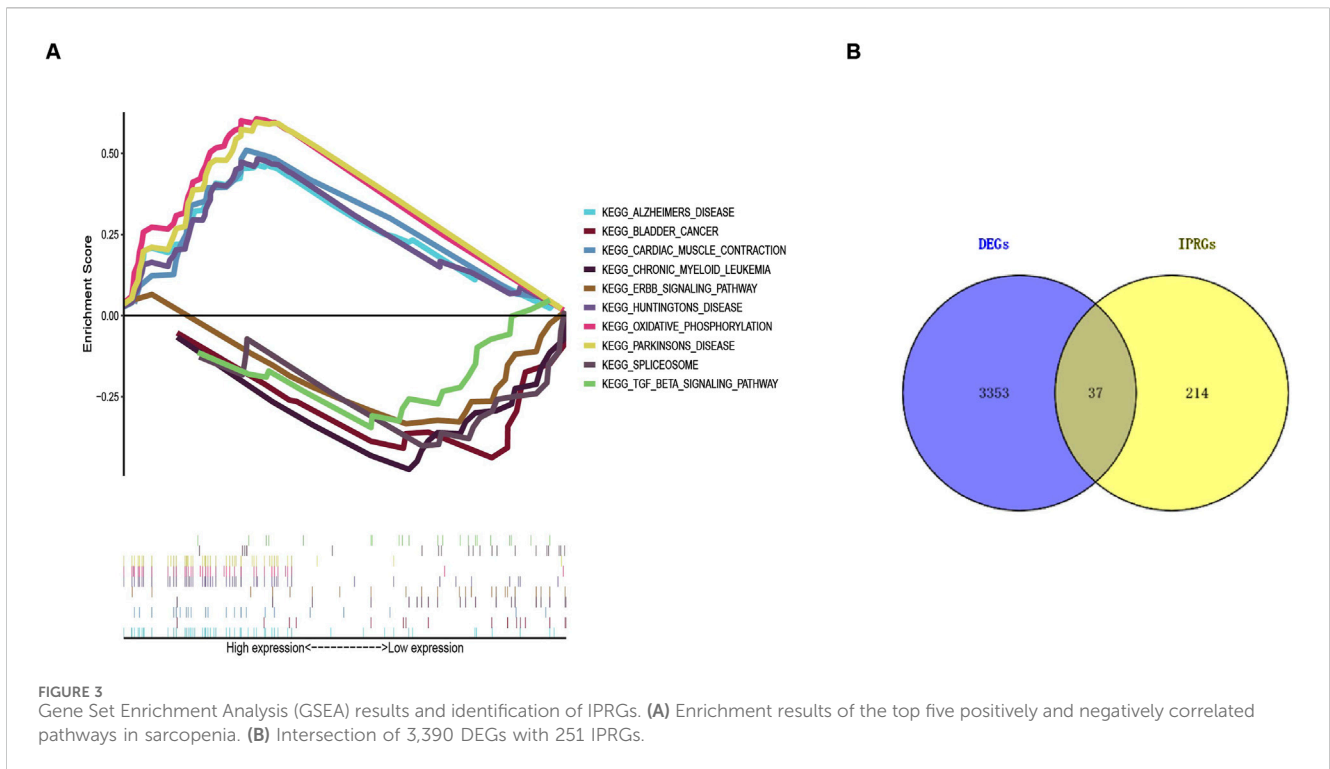 A
B
0.50
0.25
0.00
−0.25
Enrichment Score
KEGG_ALZHEIMERS_DISEASE
KEGG_BLADDER_CANCER
KEGG_CARDIAC_MUSCLE_CONTRACTION
KEGG_CHRONIC_MYELOID_LEUKEMIA
KEGG_ERBB_SIGNALING_PATHWAY
KEGG_HUNTINGTONS_DISEASE
KEGG_OXIDATIVE_PHOSPHORYLATION
KEGG_PARKINSONS_DISEASE
KEGG_SPLICEOSOME
KEGG_TGF_BETA_SIGNALING_PATHWAY
High expression<------------>Low expression
DEGs
IPRGs
3353
37
214
FIGURE 3
Gene Set Enrichment Analysis (GSEA) results and identification of IPRGs. (A) Enrichment results of the top five positively and negatively correlated
pathways in sarcopenia. (B) Intersection of 3,390 DEGs with 251 IPRGs.